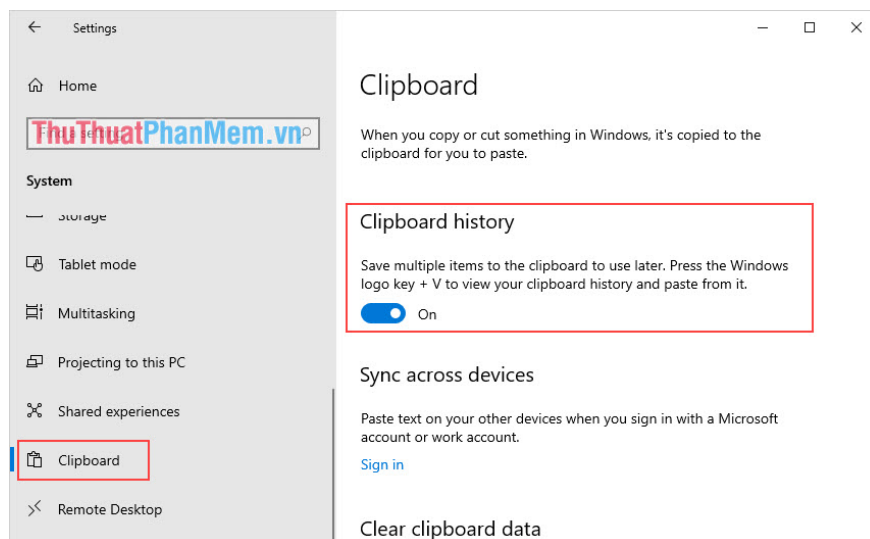 Settings
Home
Find a setting
ThuThuatPhanMem.vn
System
Storage
Tablet mode
Multitasking
Projecting to this PC
Shared experiences
Clipboard
Remote Desktop
Clipboard
When you copy or cut something in Windows, it's copied to the
clipboard for you to paste.
Clipboard history
Save multiple items to the clipboard to use later. Press the Windows
logo key + V to view your clipboard history and paste from it.
On
Sync across devices
Paste text on your other devices when you sign in with a Microsoft
account or work account.
Sign in
Clear clipboard data